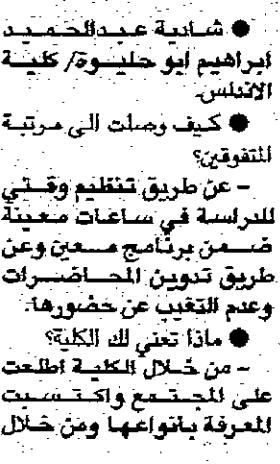 ● شادية عبدالحميد
ابراهيم ابو حليوة/ كلية
الاندلس.
● كيف وصلت الى مرتبة
المتفوقين؟
- عن طريق تنظيم وقتي
للدراسة في ساعات معينة
ضمن برنامج معين وعن
طريق تدوين المحاضرات
وعدم التغيب عن حضورها.
● ماذا تعني لك الكلية؟
- من خلال الكلية اطلعت
على المجتمع واكتسبت
المعرفة بانواعها ومن خلال